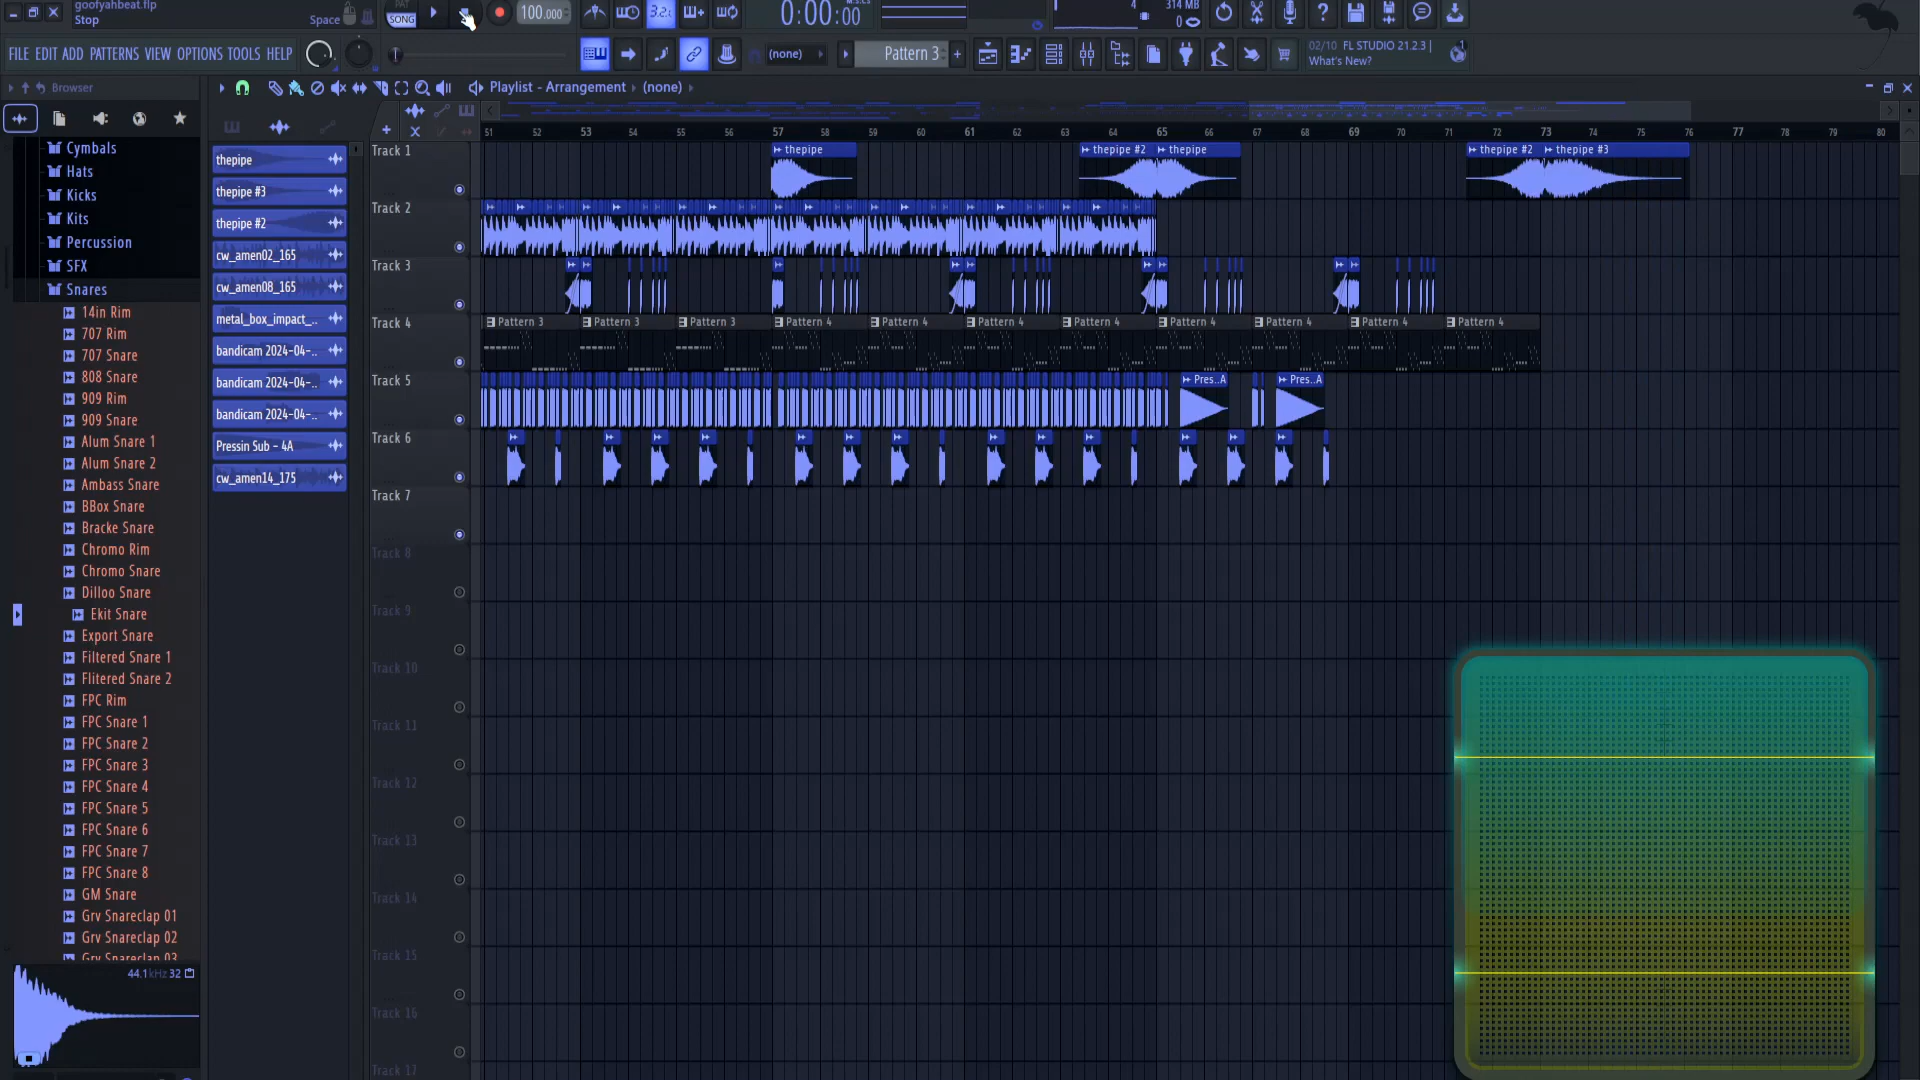 goofyahbeat.flp
Stop
Space
PAT
SONG
100.000
3.2.
0:00:00
M:S:CS
4
314 MB
0
FILE EDIT ADD PATTERNS VIEW OPTIONS TOOLS HELP
(none)
Pattern 3
02/10 FL STUDIO 21.2.3 |
What's New?
1
Browser
Playlist - Arrangement
(none)
Cymbals
Hats
Kicks
Kits
Percussion
SFX
Snares
14in Rim
707 Rim
707 Snare
808 Snare
909 Rim
909 Snare
Alum Snare 1
Alum Snare 2
Ambass Snare
BBox Snare
Bracke Snare
Chromo Rim
Chromo Snare
Dilloo Snare
Ekit Snare
Export Snare
Filtered Snare 1
Flitered Snare 2
FPC Rim
FPC Snare 1
FPC Snare 2
FPC Snare 3
FPC Snare 4
FPC Snare 5
FPC Snare 6
FPC Snare 7
FPC Snare 8
GM Snare
Grv Snareclap 01
Grv Snareclap 02
Grv Snareclap 03
44.1kHz 32
thepipe
thepipe #3
thepipe #2
cw_amen02_165
cw_amen08_165
metal_box_impact_..
bandicam 2024-04-..
bandicam 2024-04-..
bandicam 2024-04-..
Pressin Sub - 4A
cw_amen14_175
51 52 53 54 55 56 57 58 59 60 61 62 63 64 65 66 67 68 69 70 71 72 73 74 75 76 77 78 79 80
Track 1
thepipe
thepipe #2
thepipe
thepipe #2
thepipe #3
Track 2
Track 3
Track 4
Pattern 3
Pattern 3
Pattern 3
Pattern 4
Pattern 4
Pattern 4
Pattern 4
Pattern 4
Pattern 4
Pattern 4
Pattern 4
Track 5
Pres..A
Pres..A
Track 6
Track 7
Track 8
Track 9
Track 10
Track 11
Track 12
Track 13
Track 14
Track 15
Track 16
Track 17